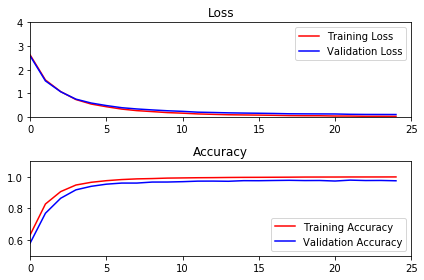 Loss
4
3
2
1
0
Training Loss
Validation Loss
0 5 10 15 20 25
Accuracy
1.0
0.8
0.6
Training Accuracy
Validation Accuracy
0 5 10 15 20 25